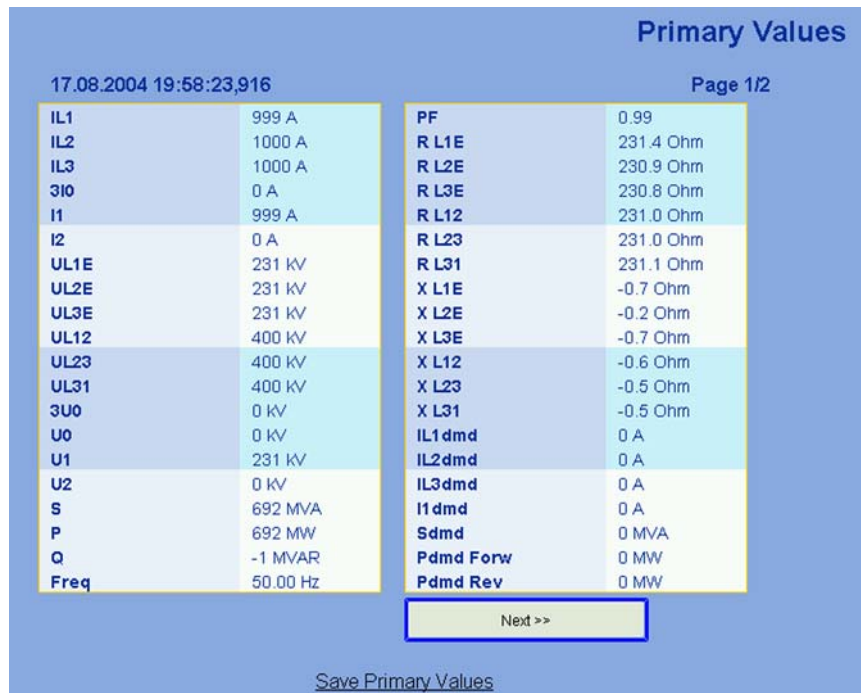 Primary Values
17.08.2004 19:58:23,916
Page 1/2
IL1 999 A
IL2 1000 A
IL3 1000 A
3I0 0 A
I1 999 A
I2 0 A
UL1E 231 kV
UL2E 231 kV
UL3E 231 kV
UL12 400 kV
UL23 400 kV
UL31 400 kV
3U0 0 kV
U0 0 kV
U1 231 kV
U2 0 kV
S 692 MVA
P 692 MW
Q -1 MVAR
Freq 50.00 Hz
PF 0.99
R L1E 231.4 Ohm
R L2E 230.9 Ohm
R L3E 230.8 Ohm
R L12 231.0 Ohm
R L23 231.0 Ohm
R L31 231.1 Ohm
X L1E -0.7 Ohm
X L2E -0.2 Ohm
X L3E -0.7 Ohm
X L12 -0.6 Ohm
X L23 -0.5 Ohm
X L31 -0.5 Ohm
IL1dmd 0 A
IL2dmd 0 A
IL3dmd 0 A
I1dmd 0 A
Sdmd 0 MVA
Pdmd Forw 0 MW
Pdmd Rev 0 MW
Next >>
Save Primary Values